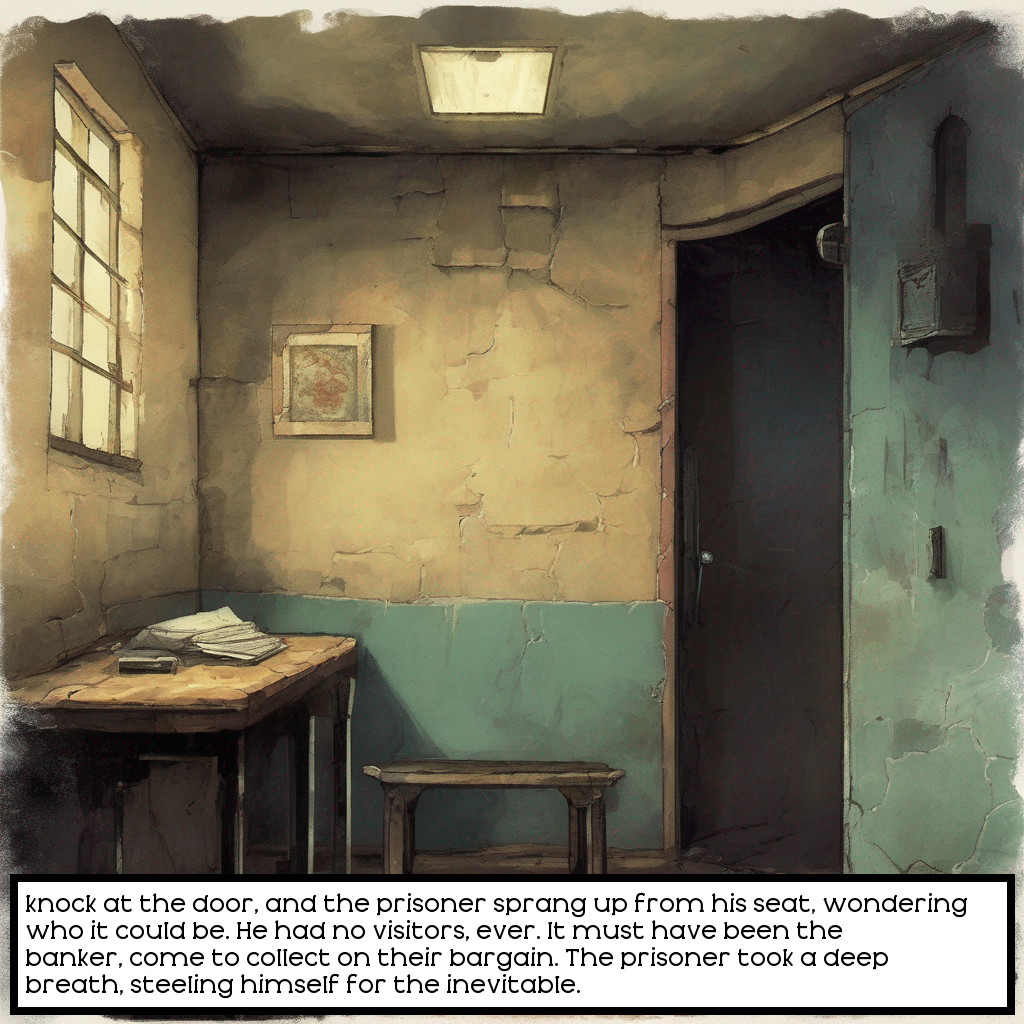 knock at the door, and the prisoner sprang up from his seat, wondering
who it could be. He had no visitors, ever. It must have been the
banker, come to collect on their bargain. The prisoner took a deep
breath, steeling himself for the inevitable.